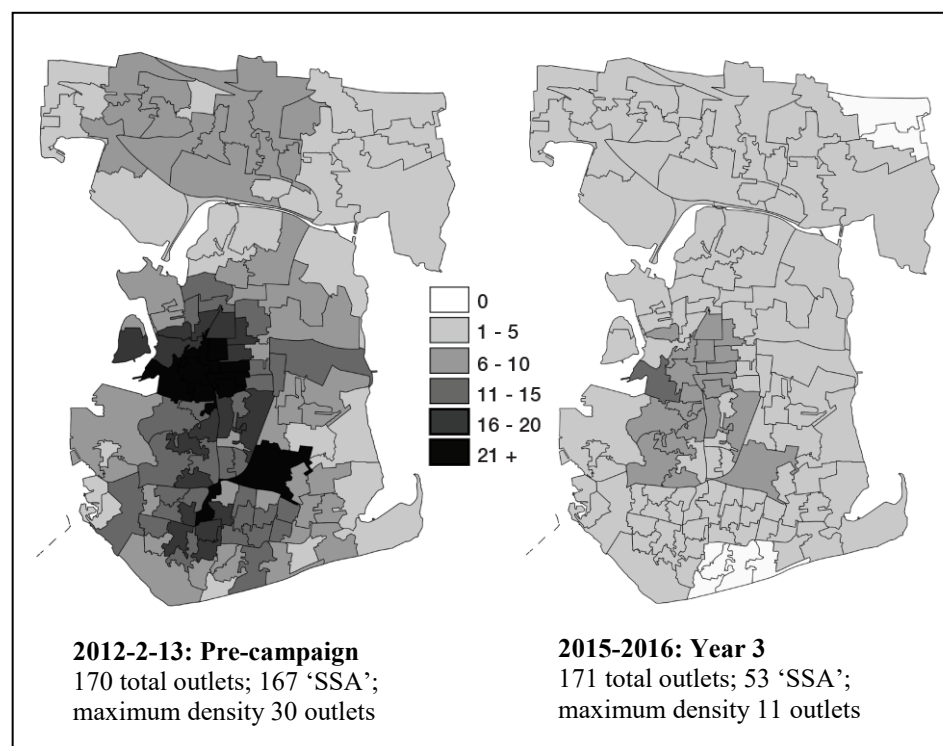 0
1 - 5
6 - 10
11 - 15
16 - 20
21 +
2012-2-13: Pre-campaign
170 total outlets; 167 ‘SSA’;
maximum density 30 outlets
2015-2016: Year 3
171 total outlets; 53 ‘SSA’;
maximum density 11 outlets